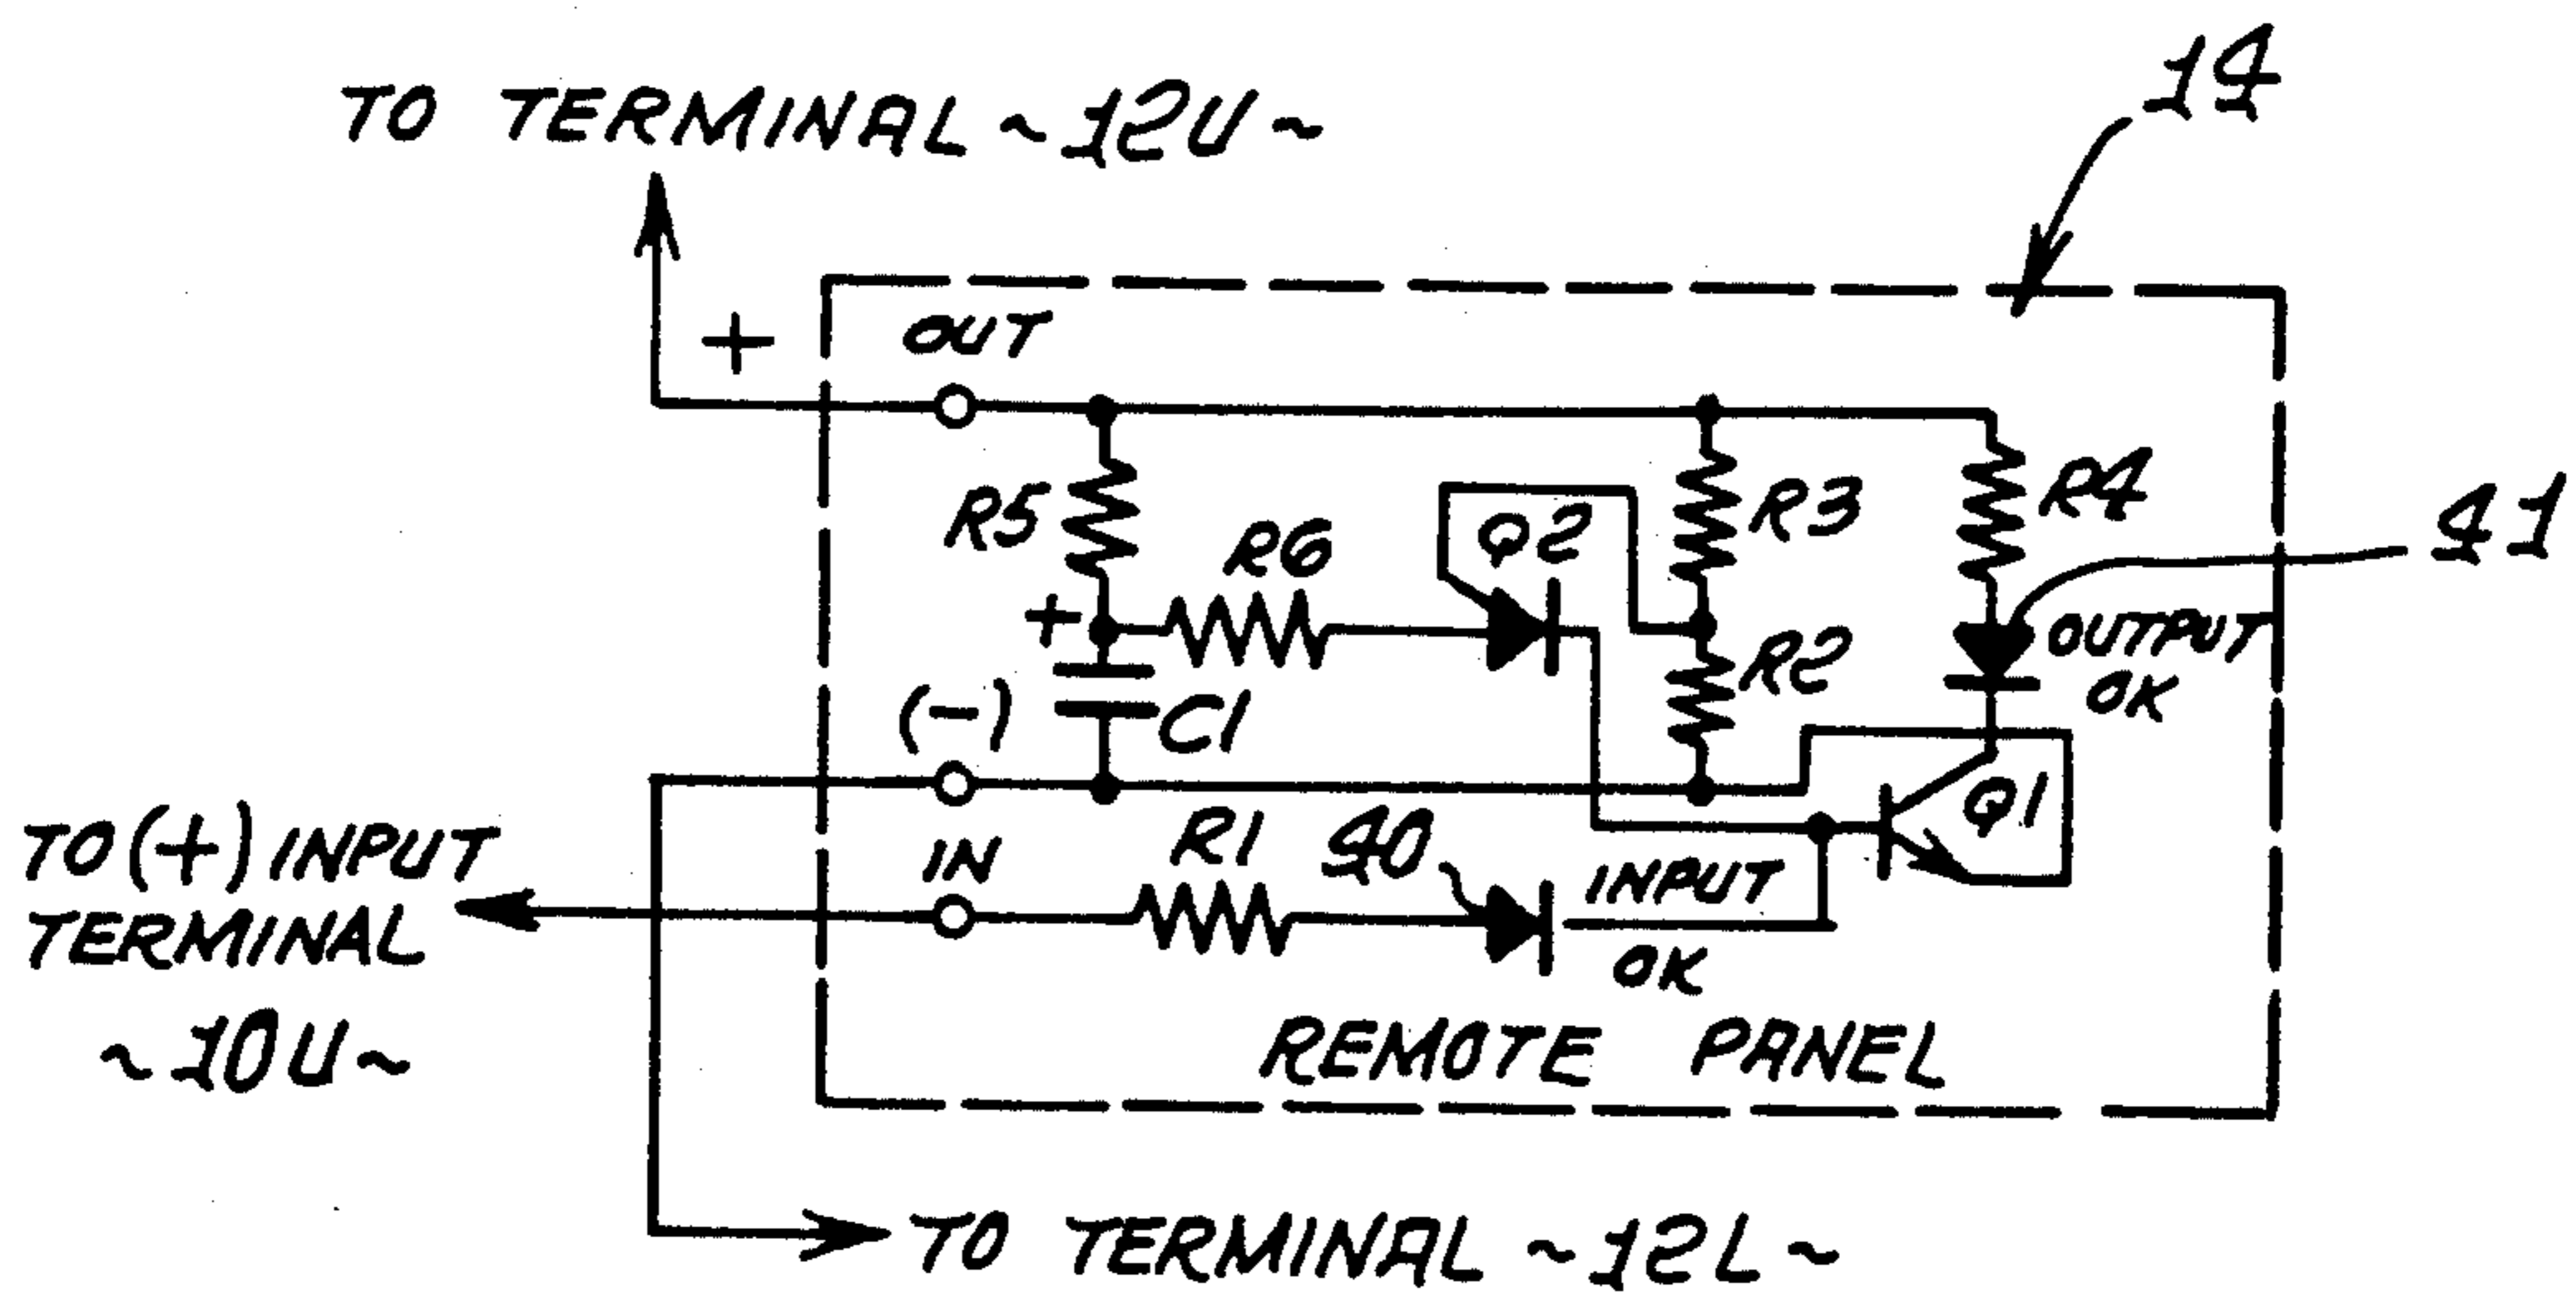 14
TO TERMINAL ~12U~
+
OUT
R5
R6
Q2
R3
R4
41
+
OUTPUT
OK
R2
(-)
C1
Q1
TO (+) INPUT
TERMINAL
~10U~
IN
R1
40
INPUT
OK
REMOTE PANEL
TO TERMINAL ~12L~